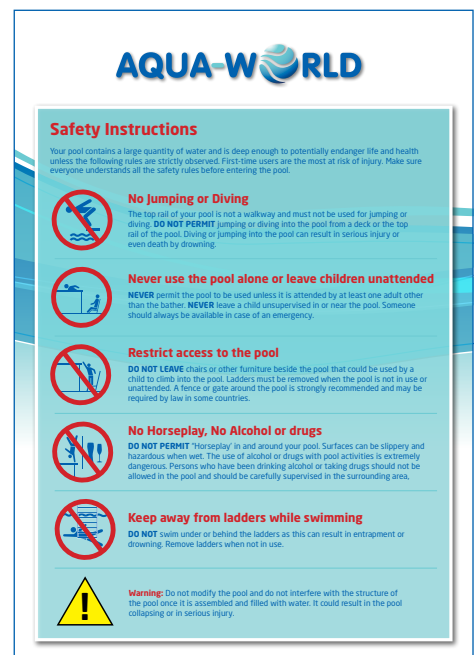 AQUA-WORLD
Safety Instructions
Your pool contains a large quantity of water and is deep enough to potentially endanger life and health
unless the following rules are strictly observed. First-time users are the most at risk of injury. Make sure
everyone understands all the safety rules before entering the pool.
No Jumping or Diving
The top rail of your pool is not a walkway and must not be used for jumping or
diving. DO NOT PERMIT jumping or diving into the pool from a deck or the top
rail of the pool. Diving or jumping into the pool can result in serious injury or
even death by drowning.
Never use the pool alone or leave children unattended
NEVER permit the pool to be used unless it is attended by at least one adult other
than the bather. NEVER leave a child unsupervised in or near the pool. Someone
should always be available in case of an emergency.
Restrict access to the pool
DO NOT LEAVE chairs or other furniture beside the pool that could be used by a
child to climb into the pool. Ladders must be removed when the pool is not in use or
unattended. A fence or gate around the pool is strongly recommended and may be
required by law in some countries.
No Horseplay, No Alcohol or drugs
DO NOT PERMIT "Horseplay' in and around your pool. Surfaces can be slippery and
hazardous when wet. The use of alcohol or drugs with pool activities is extremely
dangerous. Persons who have been drinking alcohol or taking drugs should not be
allowed in the pool and should be carefully supervised in the surrounding area,
Keep away from ladders while swimming
DO NOT swim under or behind the ladders as this can result in entrapment or
drowning. Remove ladders when not in use.
Warning: Do not modify the pool and do not interfere with the structure of
the pool once it is assembled and filled with water. It could result in the pool
collapsing or in serious injury.